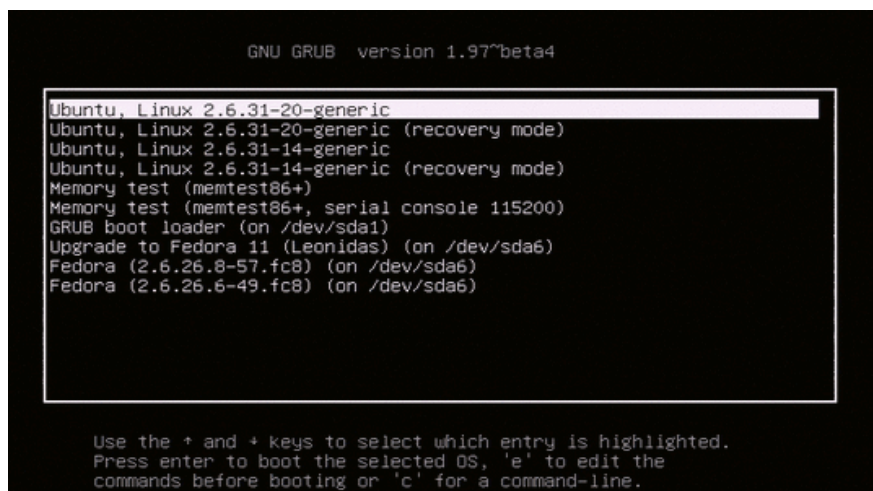 GNU GRUB  version 1.97~beta4
Ubuntu, Linux 2.6.31-20-generic
Ubuntu, Linux 2.6.31-20-generic (recovery mode)
Ubuntu, Linux 2.6.31-14-generic
Ubuntu, Linux 2.6.31-14-generic (recovery mode)
Memory test (memtest86+)
Memory test (memtest86+, serial console 115200)
GRUB boot loader (on /dev/sda1)
Upgrade to Fedora 11 (Leonidas) (on /dev/sda6)
Fedora (2.6.26.8-57.fc8) (on /dev/sda6)
Fedora (2.6.26.6-49.fc8) (on /dev/sda6)
Use the ↑ and ↓ keys to select which entry is highlighted.
Press enter to boot the selected OS, 'e' to edit the
commands before booting or 'c' for a command-line.